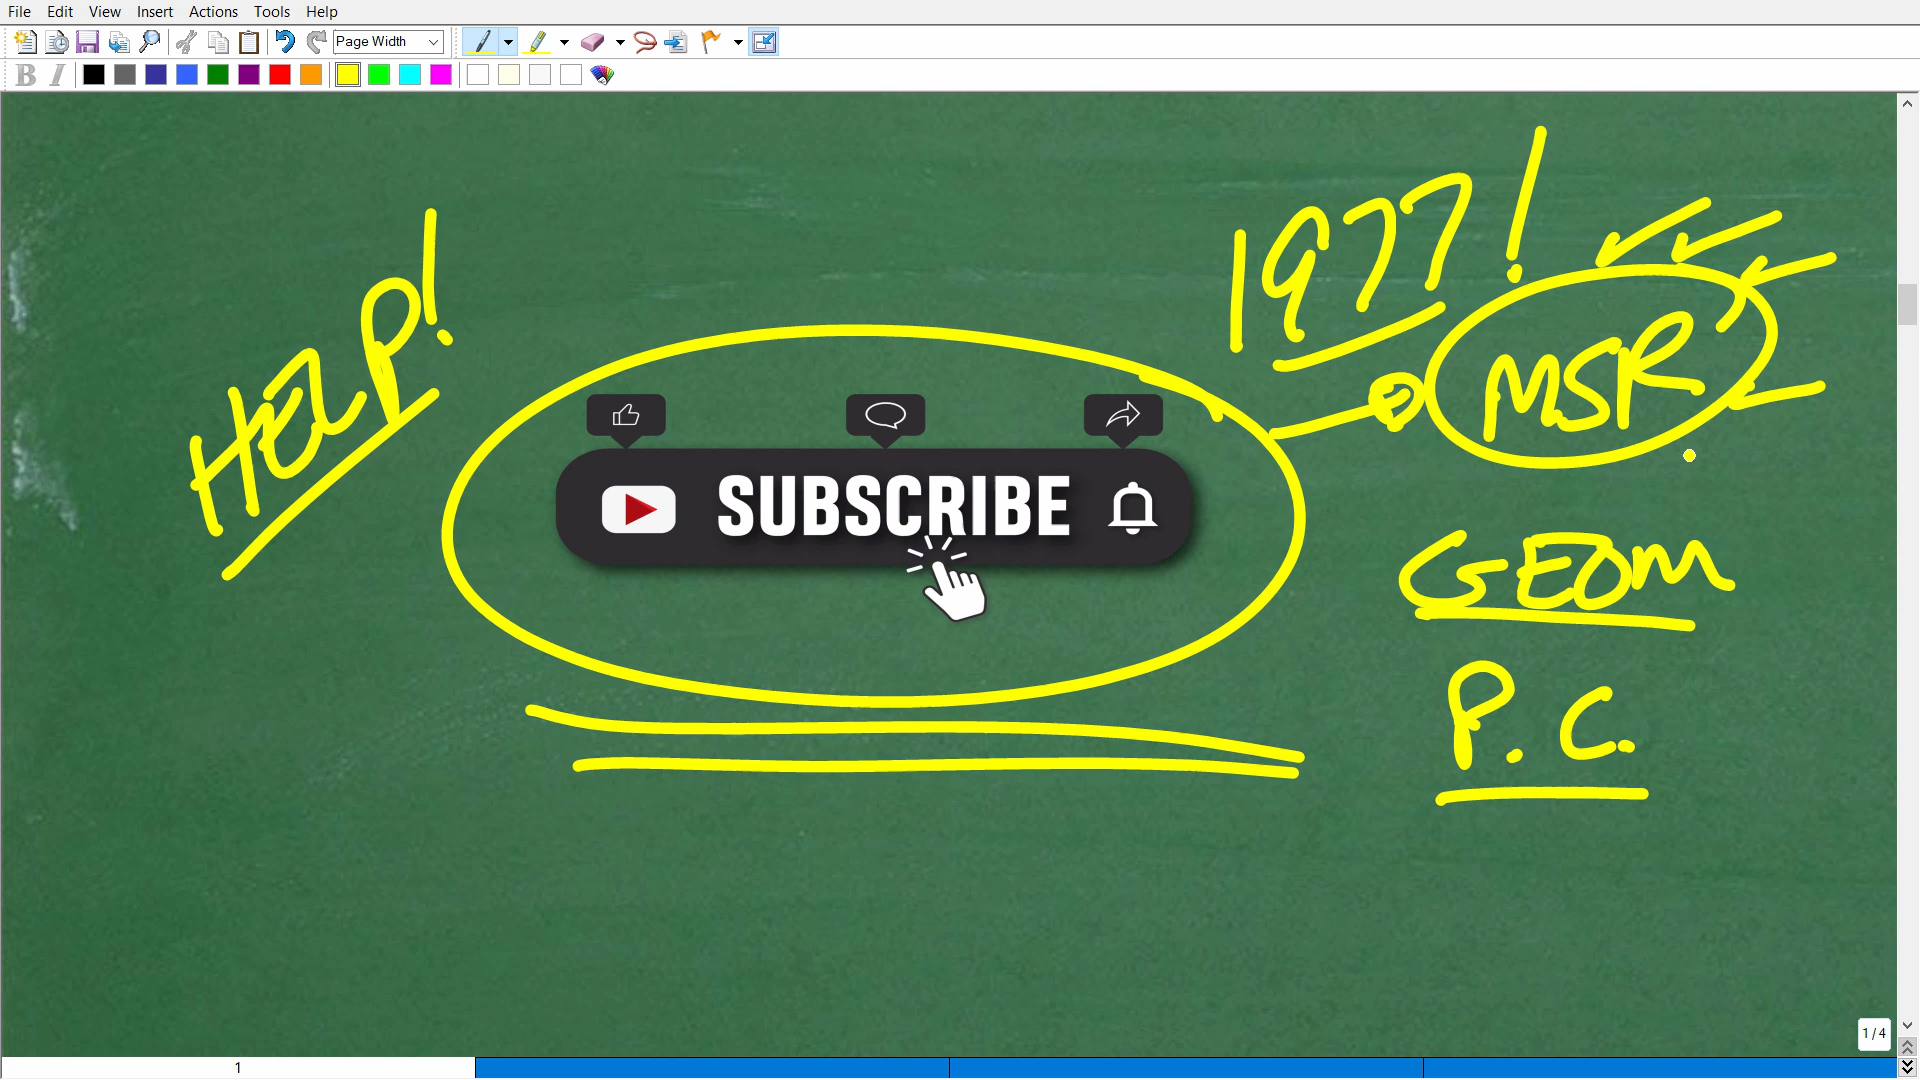 File Edit View Insert Actions Tools Help
Page Width
B I
HELP!
1977!
MSR
SUBSCRIBE
GEOM
P.C.
1 / 4
1